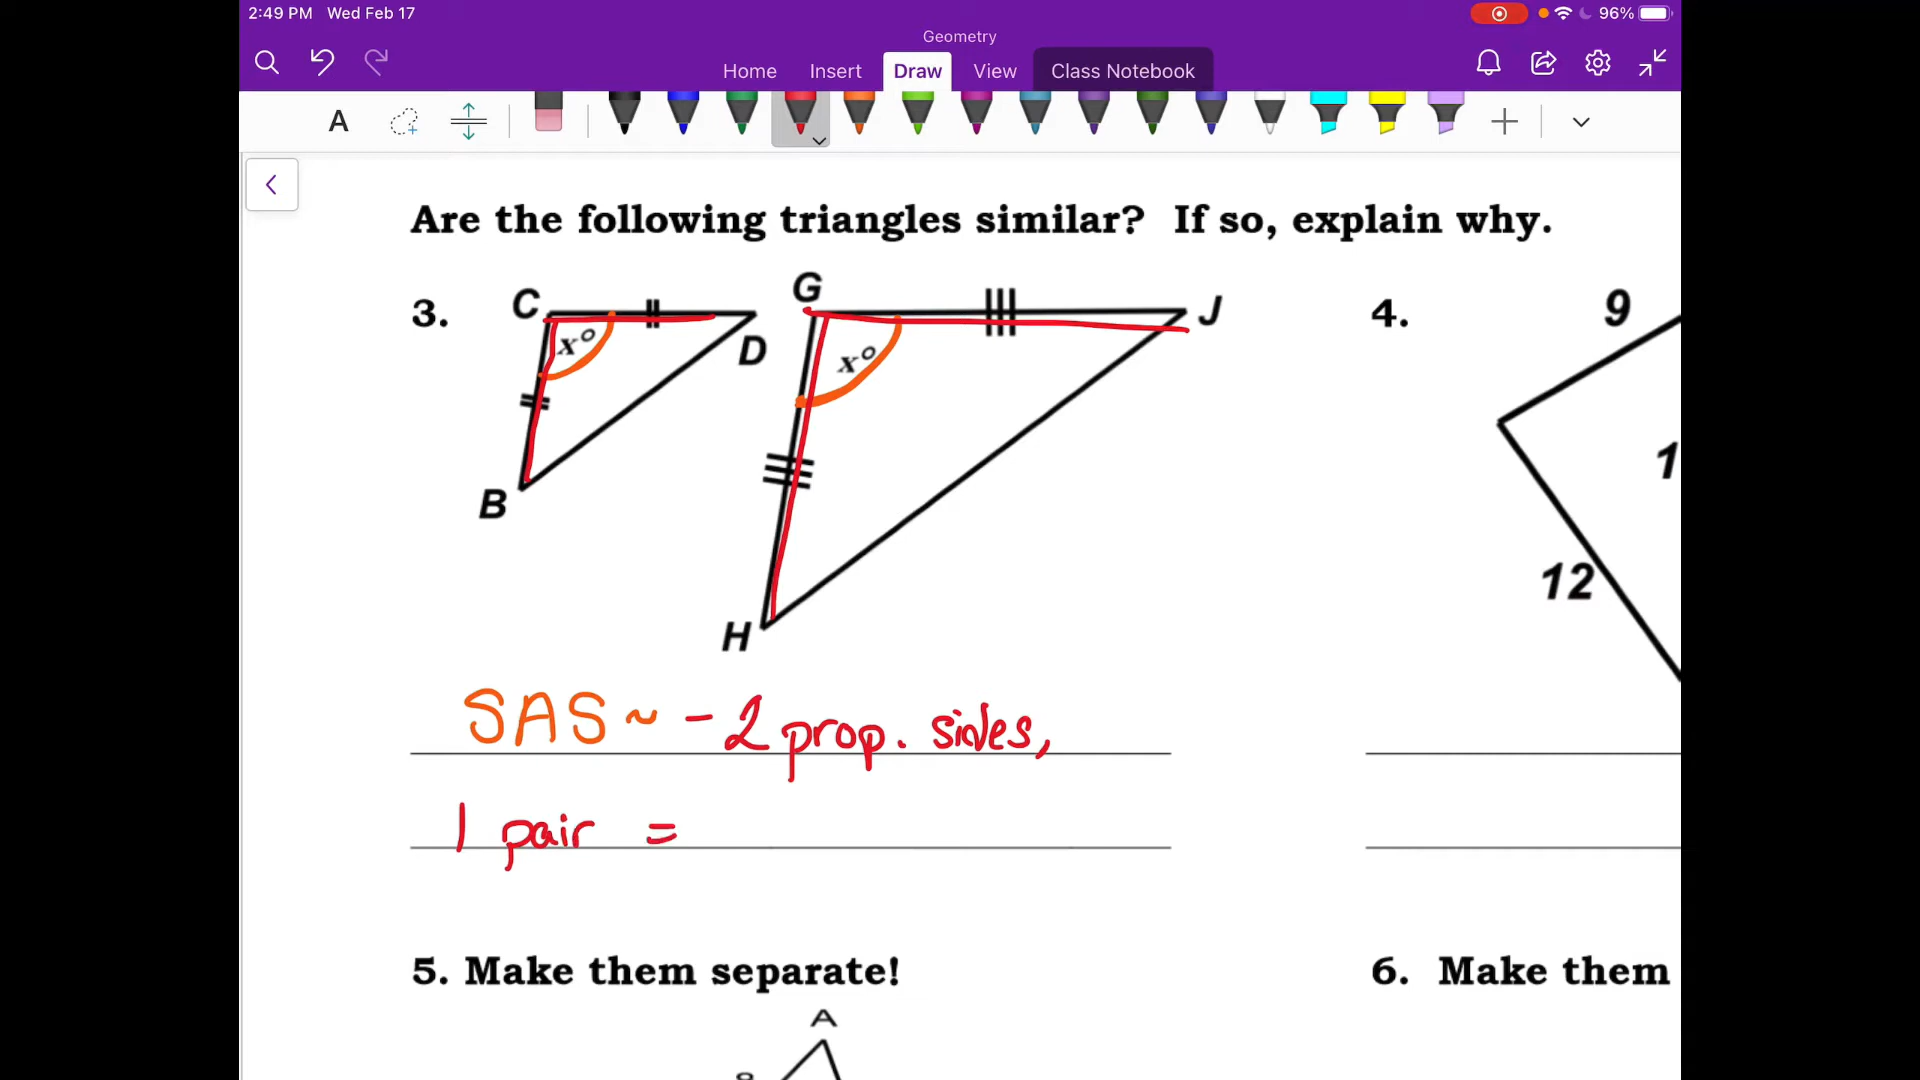 2:49 PM Wed Feb 17
96%
Geometry
Home Insert Draw View Class Notebook
A
Are the following triangles similar? If so, explain why.
3.
C
x°
D
B
G
x°
J
H
4.
9
1
12
SAS ~ - 2 prop. sides,
1 pair =
5. Make them separate!
A
6. Make them